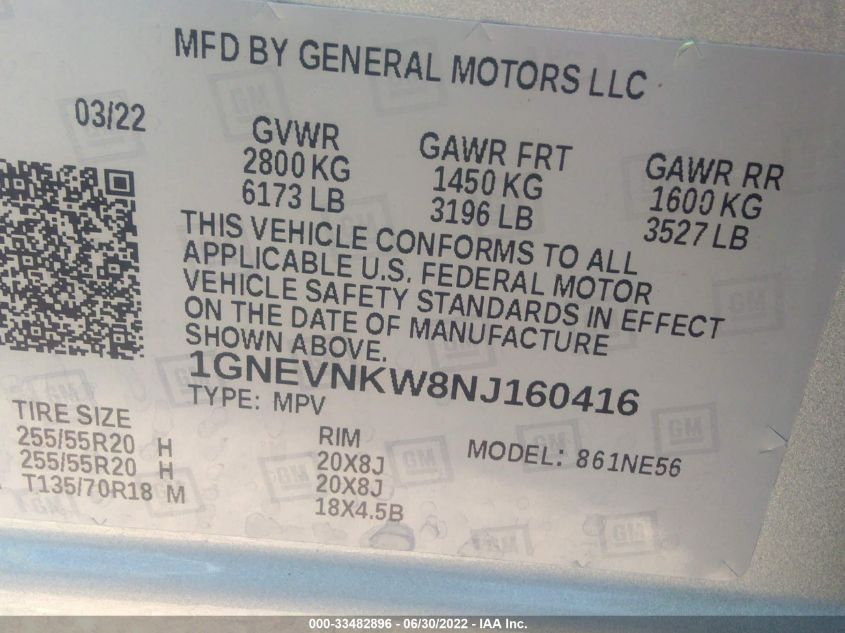 MFD BY GENERAL MOTORS LLC
03/22
GVWR
2800 KG
6173 LB
GAWR FRT
1450 KG
3196 LB
GAWR RR
1600 KG
3527 LB
THIS VEHICLE CONFORMS TO ALL
APPLICABLE U.S. FEDERAL MOTOR
VEHICLE SAFETY STANDARDS IN EFFECT
ON THE DATE OF MANUFACTURE
SHOWN ABOVE.
1GNEVNKW8NJ160416
TYPE: MPV
TIRE SIZE
255/55R20 H
255/55R20 H
T135/70R18 M
RIM
20X8J
20X8J
18X4.5B
MODEL: 861NE56
GM
000-33482896 - 06/30/2022 - IAA Inc.